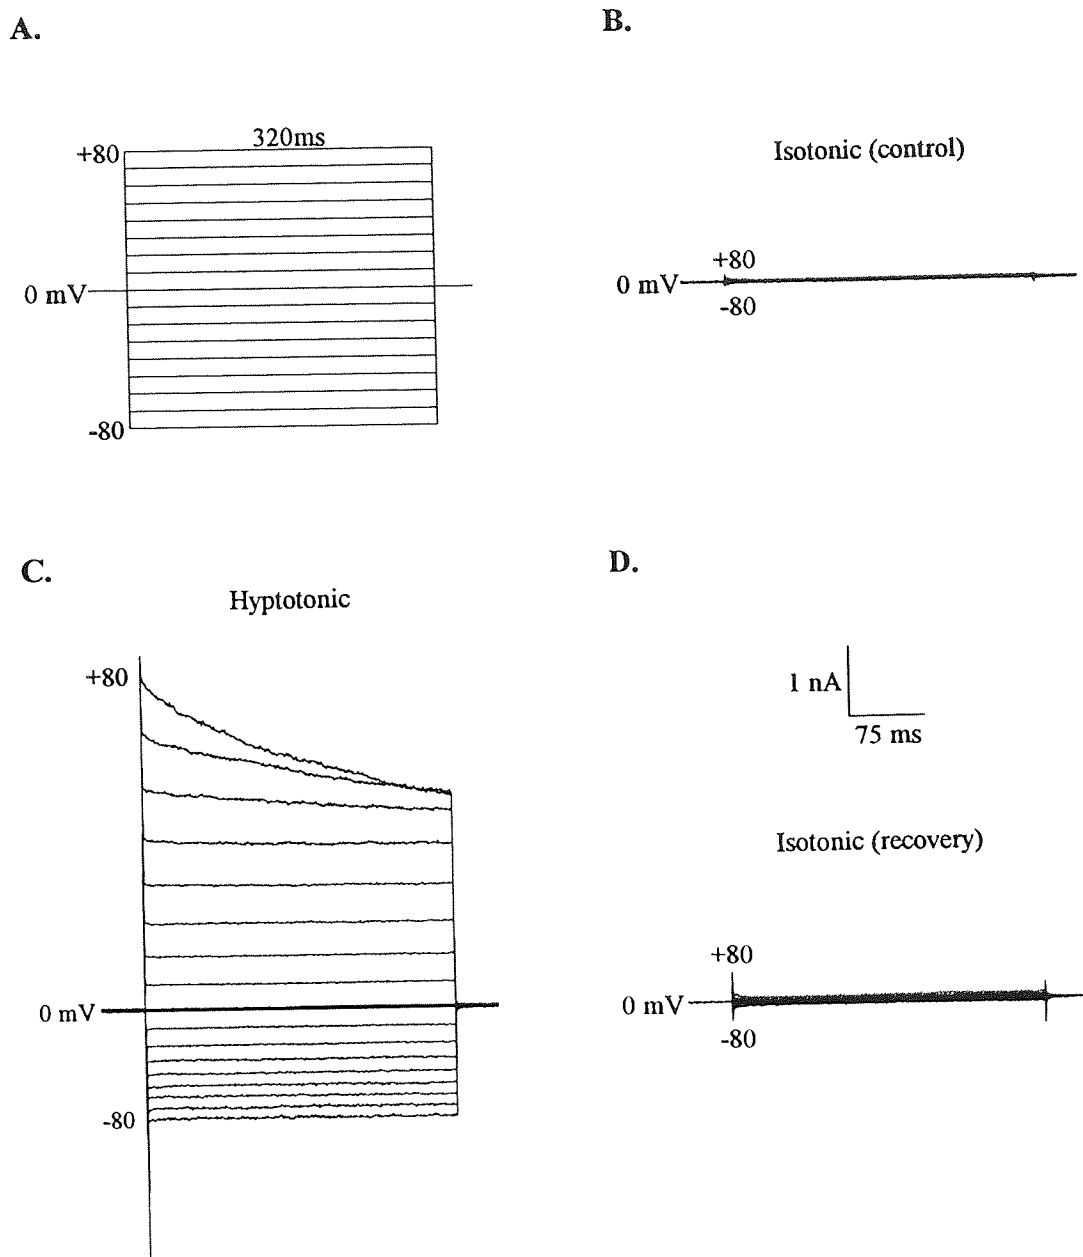 A.
320ms
+80
0 mV
-80
B.
Isotonic (control)
+80
0 mV
-80
C.
Hyptotonic
+80
0 mV
-80
D.
1 nA
75 ms
Isotonic (recovery)
+80
0 mV
-80